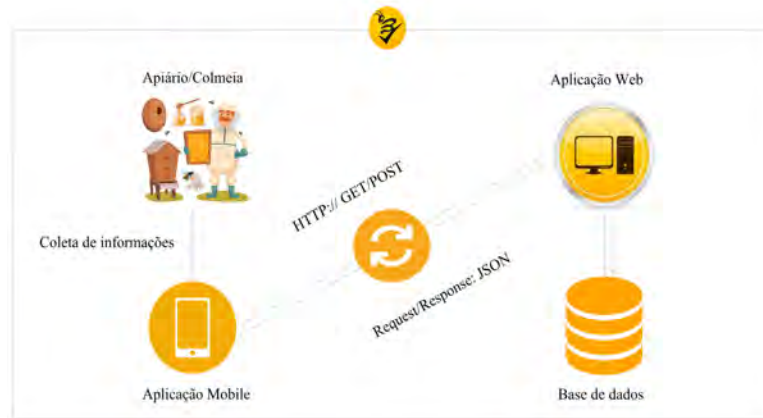 Apiário/Colmeia
Aplicação Web
HTTP:// GET/POST
Coleta de informações
Request/Response: JSON
Aplicação Mobile
Base de dados